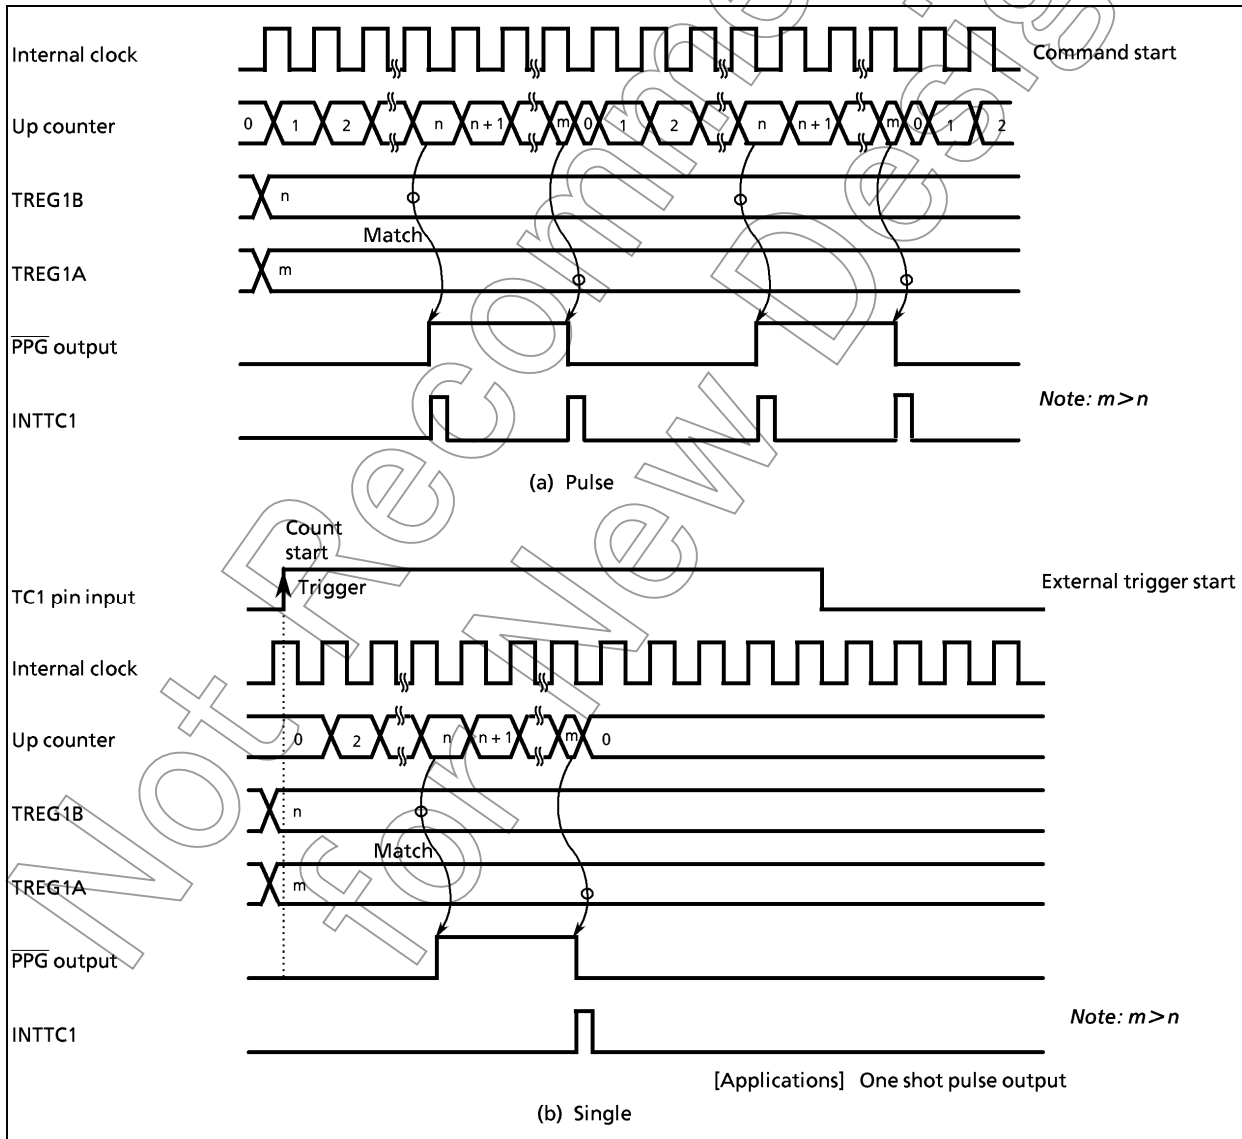 Internal clock
Command start
Up counter
0 1 2 n n + 1 m 0 1 2 n n + 1 m 0 1 2
TREG1B
n
Match
TREG1A
m
PPG output
INTTC1
Note: m>n
(a) Pulse
Count
start
Trigger
TC1 pin input
External trigger start
Internal clock
Up counter
0 2 n n + 1 m 0
TREG1B
n
Match
TREG1A
m
PPG output
INTTC1
Note: m>n
[Applications] One shot pulse output
(b) Single
Not Recomme
for New Desig